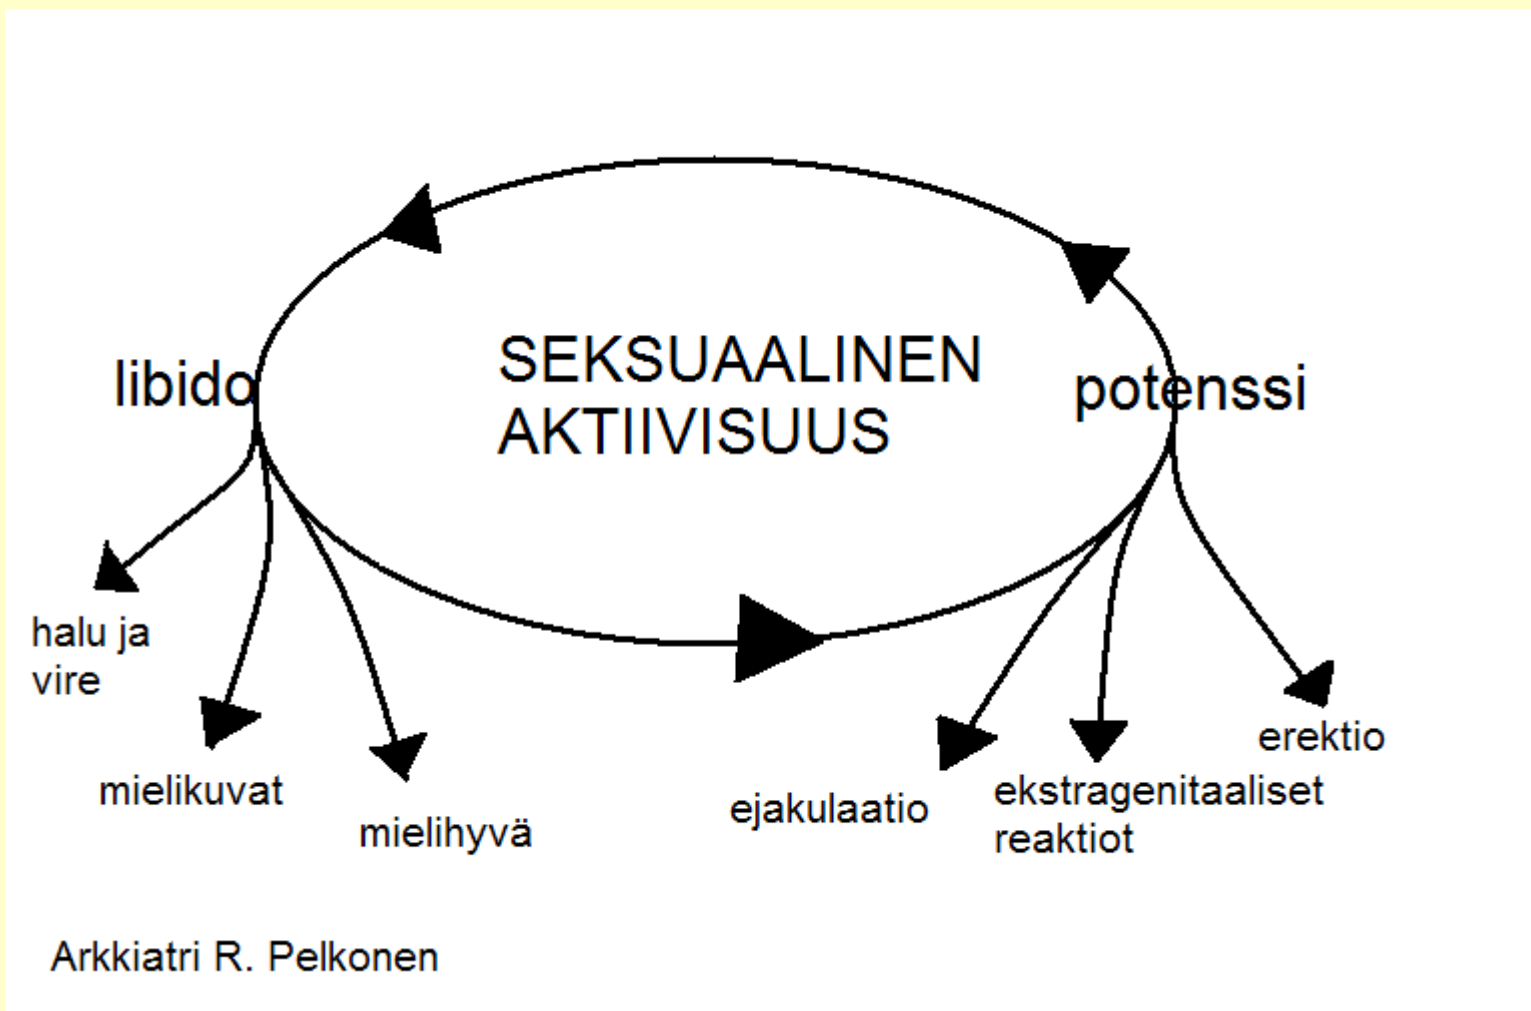 SEKSUAALINEN
AKTIIVISUUS
libido
potenssi
halu ja
vire
mielikuvat
mielihyvä
ejakulaatio
ekstragenitaaliset
reaktiot
erektio
Arkkiatri R. Pelkonen